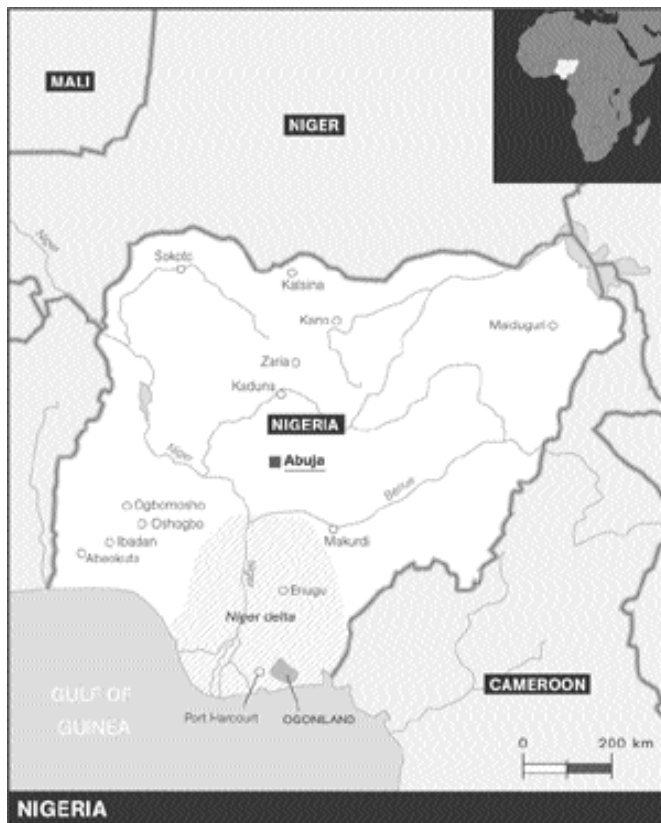 MALI
NIGER
Niger
Sokoto
Katsina
Kano
Maiduguri
Zaria
Kaduna
NIGERIA
Niger
Abuja
Benue
Ogbomosho
Oshogbo
Ibadan
Abeokuta
Makurdi
Niger
Enugu
Niger delta
GULF OF
GUINEA
Port Harcourt
OGONILAND
CAMEROON
0 200 km
NIGERIA